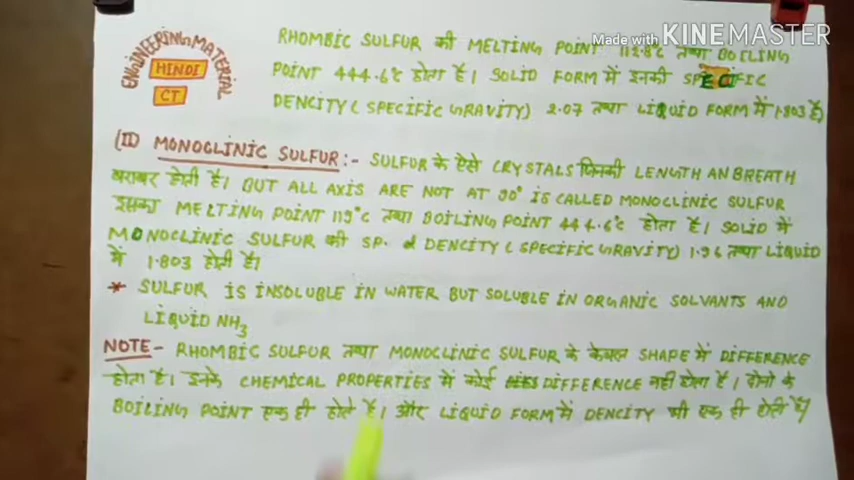 Made with KINEMASTER
ENGINEERING MATERIAL
HINDI
CT
RHOMBIC SULFUR की MELTING POINT 112.8°C तथा BOILING
POINT 444.6°C होता है। SOLID FORM में इनकी SPECIFIC
DENCITY ( SPECIFIC GRAVITY) 2.07 तथा LIQUID FORM में 1.803 है)
(II) MONOCLINIC SULFUR :- SULFUR के ऐसे CRYSTALS जिनकी LENGTH AN BREATH
बराबर होती है। BUT ALL AXIS ARE NOT AT 90° IS CALLED MONOCLINIC SULFUR
इसका MELTING POINT 119°C तथा BOILING POINT 444.6°C होता है। SOLID में
MONOCLINIC SULFUR की SP. DENCITY ( SPECIFIC GRAVITY) 1.96 तथा LIQUID
में 1.803 होती है।
* SULFUR IS INSOLUBLE IN WATER BUT SOLUBLE IN ORGANIC SOLVANTS AND
LIQUID NH3
NOTE- RHOMBIC SULFUR तथा MONOCLINIC SULFUR के केवल SHAPE में DIFFERENCE
होता है। इनके CHEMICAL PROPERTIES में कोई DIFFERENCE नही होता है। दोनो के
BOILING POINT एक ही होते है। और LIQUID FORM में DENCITY भी एक ही होती है।